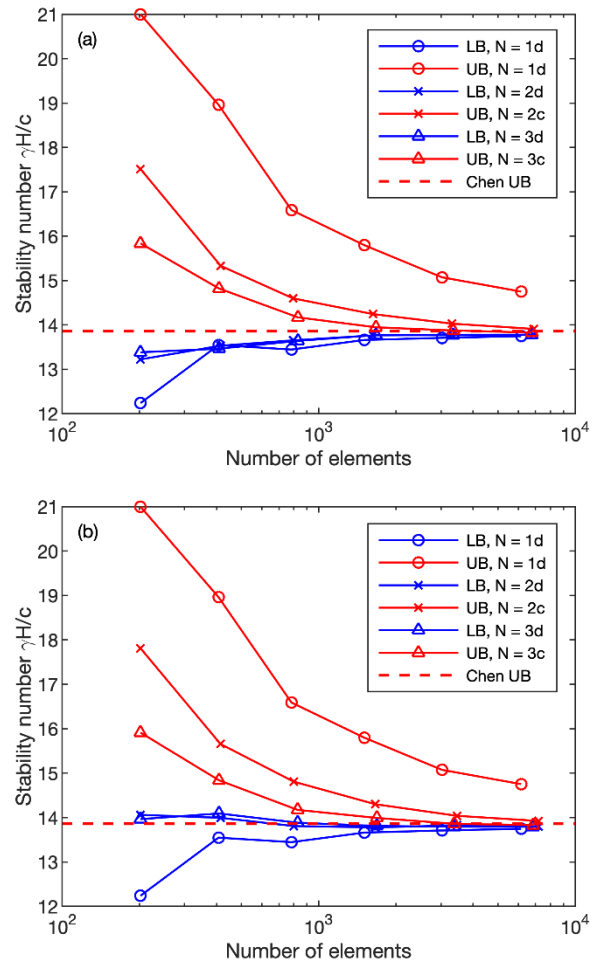 (a)
21
20
19
18
17
16
15
14
13
12
Stability number γH/c
LB, N = 1d
UB, N = 1d
LB, N = 2d
UB, N = 2c
LB, N = 3d
UB, N = 3c
Chen UB
10² 10³ 10⁴
Number of elements
(b)
21
20
19
18
17
16
15
14
13
12
Stability number γH/c
LB, N = 1d
UB, N = 1d
LB, N = 2d
UB, N = 2c
LB, N = 3d
UB, N = 3c
Chen UB
10² 10³ 10⁴
Number of elements